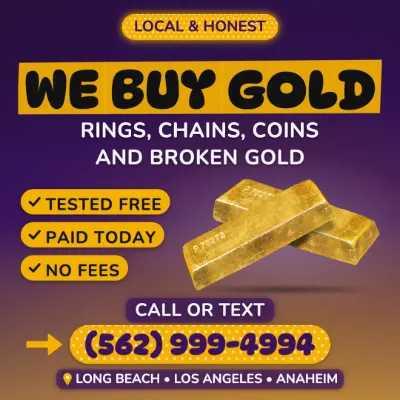 LOCAL & HONEST
WE BUY GOLD
RINGS, CHAINS, COINS
AND BROKEN GOLD
✓ TESTED FREE
✓ PAID TODAY
✓ NO FEES
CALL OR TEXT
(562) 999-4994
LONG BEACH • LOS ANGELES • ANAHEIM